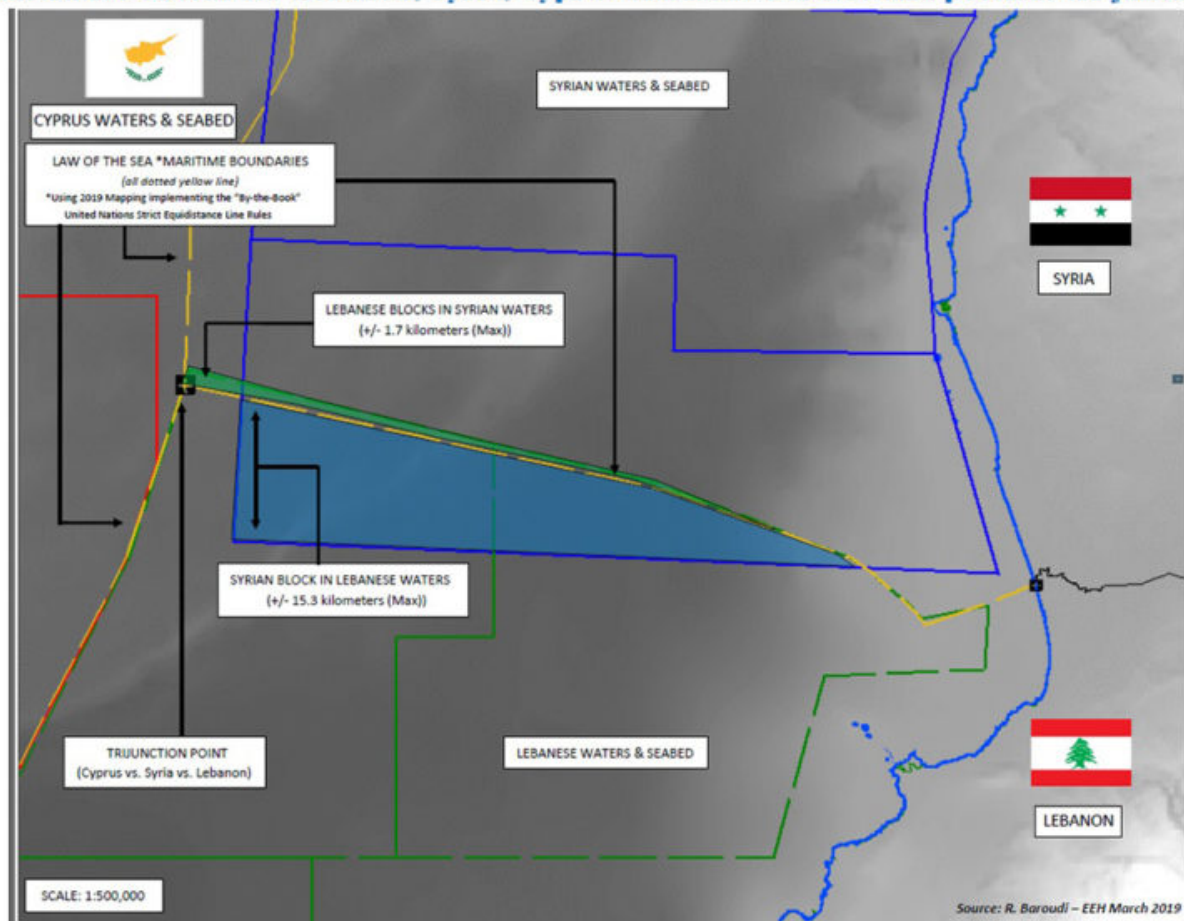 CYPRUS WATERS & SEABED
LAW OF THE SEA *MARITIME BOUNDARIES
(all dotted yellow line)
*Using 2019 Mapping implementing the "By-the-Book"
United Nations Strict Equidistance Line Rules
SYRIAN WATERS & SEABED
SYRIA
LEBANESE BLOCKS IN SYRIAN WATERS
(+/- 1.7 kilometers (Max))
SYRIAN BLOCK IN LEBANESE WATERS
(+/- 15.3 kilometers (Max))
TRIJUNCTION POINT
(Cyprus vs. Syria vs. Lebanon)
LEBANESE WATERS & SEABED
LEBANON
SCALE: 1:500,000
Source: R. Baroudi – EEH March 2019